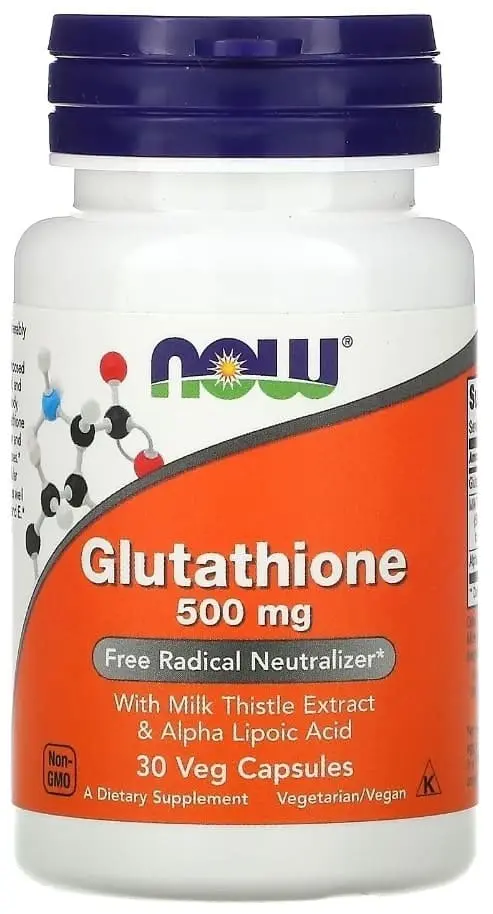 NOW®
Glutathione
500 mg
Free Radical Neutralizer*
With Milk Thistle Extract
& Alpha Lipoic Acid
30 Veg Capsules
Non-
GMO
A Dietary Supplement Vegetarian/Vegan
K